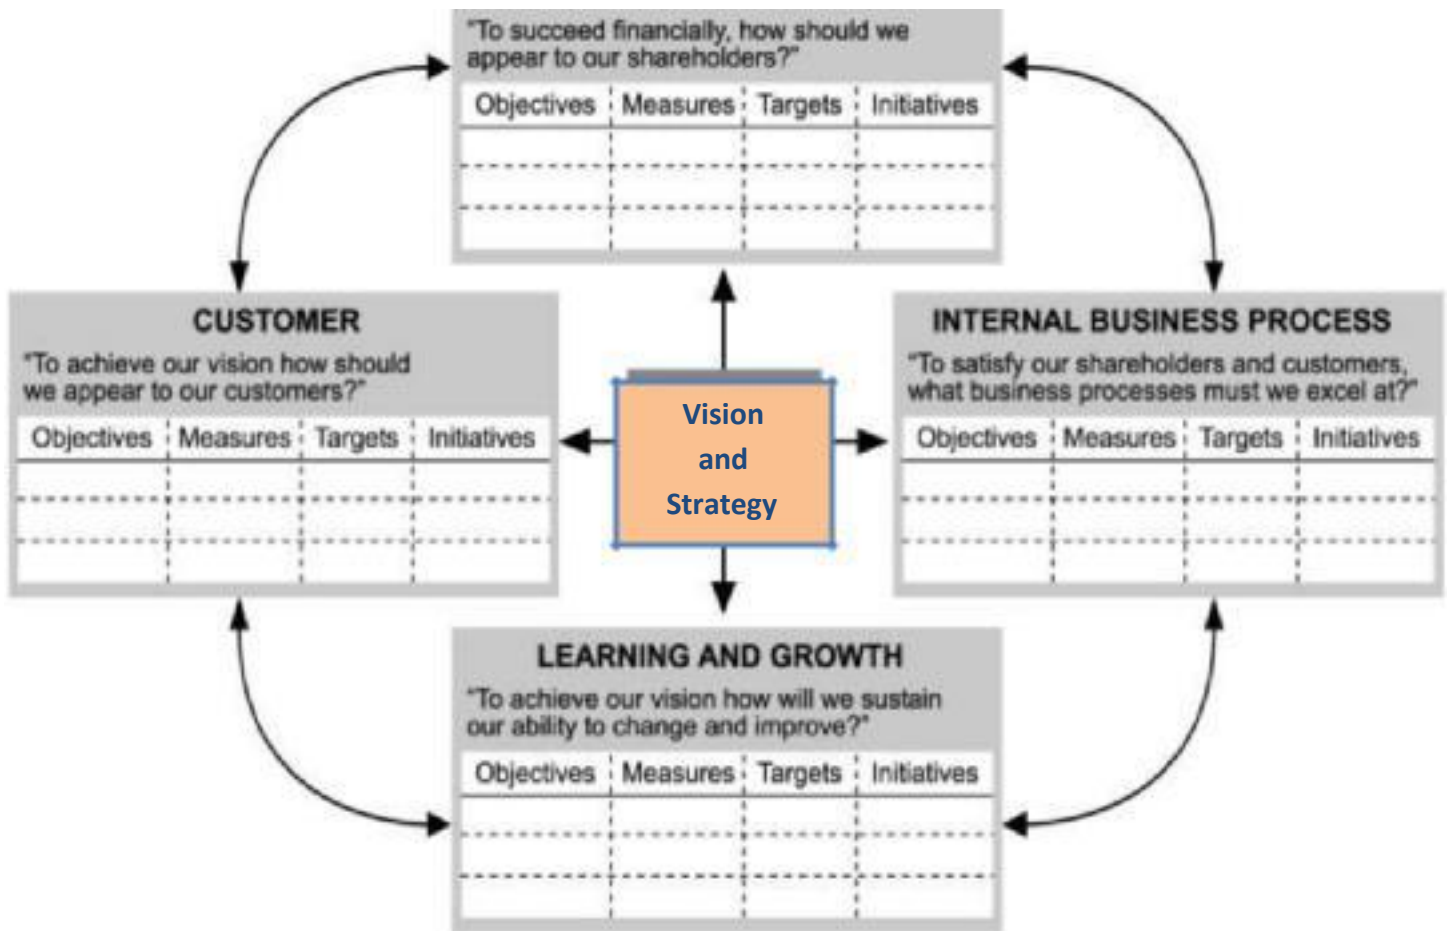 "To succeed financially, how should we
appear to our shareholders?"
Objectives Measures Targets Initiatives
CUSTOMER
"To achieve our vision how should
we appear to our customers?"
Objectives Measures Targets Initiatives
Vision
and
Strategy
INTERNAL BUSINESS PROCESS
"To satisfy our shareholders and customers,
what business processes must we excel at?"
Objectives Measures Targets Initiatives
LEARNING AND GROWTH
"To achieve our vision how will we sustain
our ability to change and improve?"
Objectives Measures Targets Initiatives